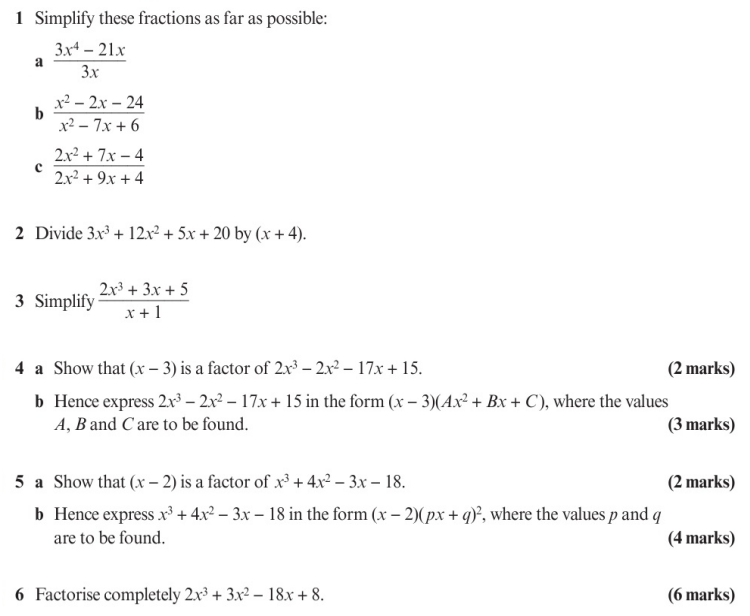 1 Simplify these fractions as far as possible:
a (3x⁴ – 21x)/(3x)
b (x² – 2x – 24)/(x² – 7x + 6)
c (2x² + 7x – 4)/(2x² + 9x + 4)
2 Divide 3x³ + 12x² + 5x + 20 by (x + 4).
3 Simplify (2x³ + 3x + 5)/(x + 1)
4 a Show that (x – 3) is a factor of 2x³ – 2x² – 17x + 15. (2 marks)
b Hence express 2x³ – 2x² – 17x + 15 in the form (x – 3)(Ax² + Bx + C), where the values
A, B and C are to be found. (3 marks)
5 a Show that (x – 2) is a factor of x³ + 4x² – 3x – 18. (2 marks)
b Hence express x³ + 4x² – 3x – 18 in the form (x – 2)(px + q)², where the values p and q
are to be found. (4 marks)
6 Factorise completely 2x³ + 3x² – 18x + 8. (6 marks)